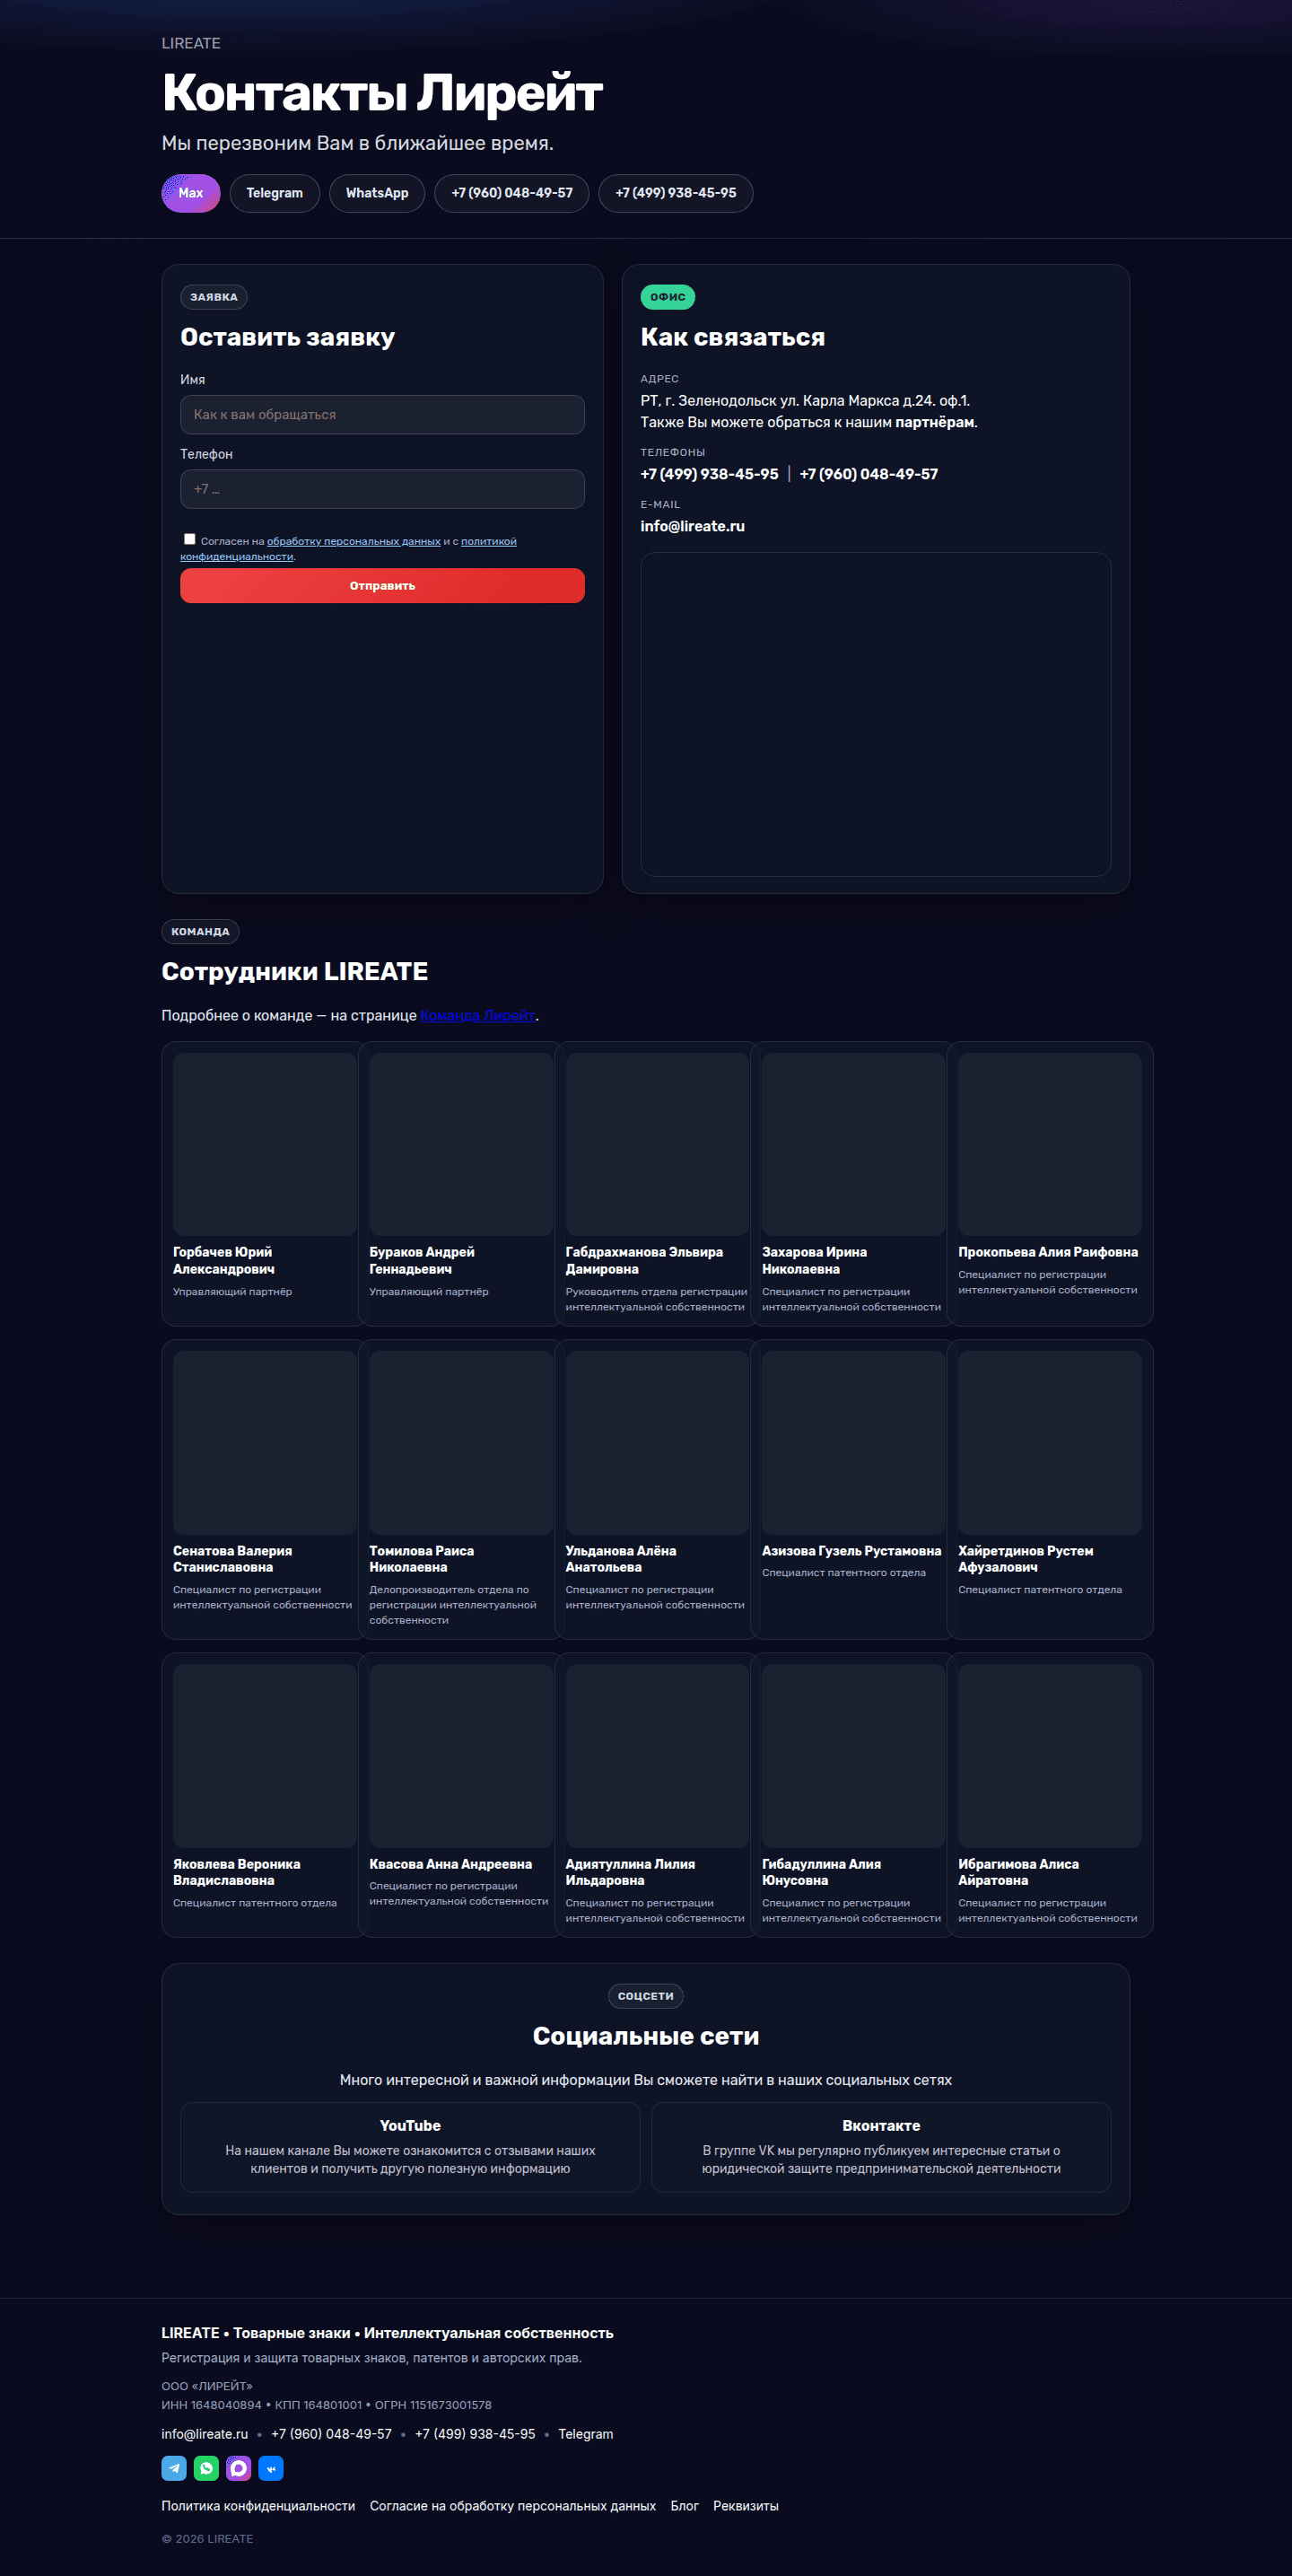 LIREATE
Контакты Лирейт
Мы перезвоним Вам в ближайшее время.
Max
Telegram
WhatsApp
+7 (960) 048-49-57
+7 (499) 938-45-95
ЗАЯВКА
Оставить заявку
Имя
Как к вам обращаться
Телефон
+7 ...
Согласен на обработку персональных данных и с политикой
конфиденциальности.
Отправить
ОФИС
Как связаться
АДРЕС
РТ, г. Зеленодольск ул. Карла Маркса д.24. оф.1.
Также Вы можете обраться к нашим партнёрам.
ТЕЛЕФОНЫ
+7 (499) 938-45-95 | +7 (960) 048-49-57
E-MAIL
info@lireate.ru
КОМАНДА
Сотрудники LIREATE
Подробнее о команде — на странице Команда Лирейт.
Горбачев Юрий
Александрович
Управляющий партнёр
Бураков Андрей
Геннадьевич
Управляющий партнёр
Габдрахманова Эльвира
Дамировна
Руководитель отдела регистрации
интеллектуальной собственности
Захарова Ирина
Николаевна
Специалист по регистрации
интеллектуальной собственности
Прокопьева Алия Раифовна
Специалист по регистрации
интеллектуальной собственности
Сенатова Валерия
Станиславовна
Специалист по регистрации
интеллектуальной собственности
Томилова Раиса
Николаевна
Делопроизводитель отдела по
регистрации интеллектуальной
собственности
Ульданова Алёна
Анатольева
Специалист по регистрации
интеллектуальной собственности
Азизова Гузель Рустамовна
Специалист патентного отдела
Хайретдинов Рустем
Афузалович
Специалист патентного отдела
Яковлева Вероника
Владиславовна
Специалист патентного отдела
Квасова Анна Андреевна
Специалист по регистрации
интеллектуальной собственности
Адиятуллина Лилия
Ильдаровна
Специалист по регистрации
интеллектуальной собственности
Гибадуллина Алия
Юнусовна
Специалист по регистрации
интеллектуальной собственности
Ибрагимова Алиса
Айратовна
Специалист по регистрации
интеллектуальной собственности
СОЦСЕТИ
Социальные сети
Много интересной и важной информации Вы сможете найти в наших социальных сетях
YouTube
На нашем канале Вы можете ознакомится с отзывами наших
клиентов и получить другую полезную информацию
Вконтакте
В группе VK мы регулярно публикуем интересные статьи о
юридической защите предпринимательской деятельности
LIREATE • Товарные знаки • Интеллектуальная собственность
Регистрация и защита товарных знаков, патентов и авторских прав.
ООО «ЛИРЕЙТ»
ИНН 1648040894 • КПП 164801001 • ОГРН 1151673001578
info@lireate.ru • +7 (960) 048-49-57 • +7 (499) 938-45-95 • Telegram
Политика конфиденциальности Согласие на обработку персональных данных Блог Реквизиты
© 2026 LIREATE